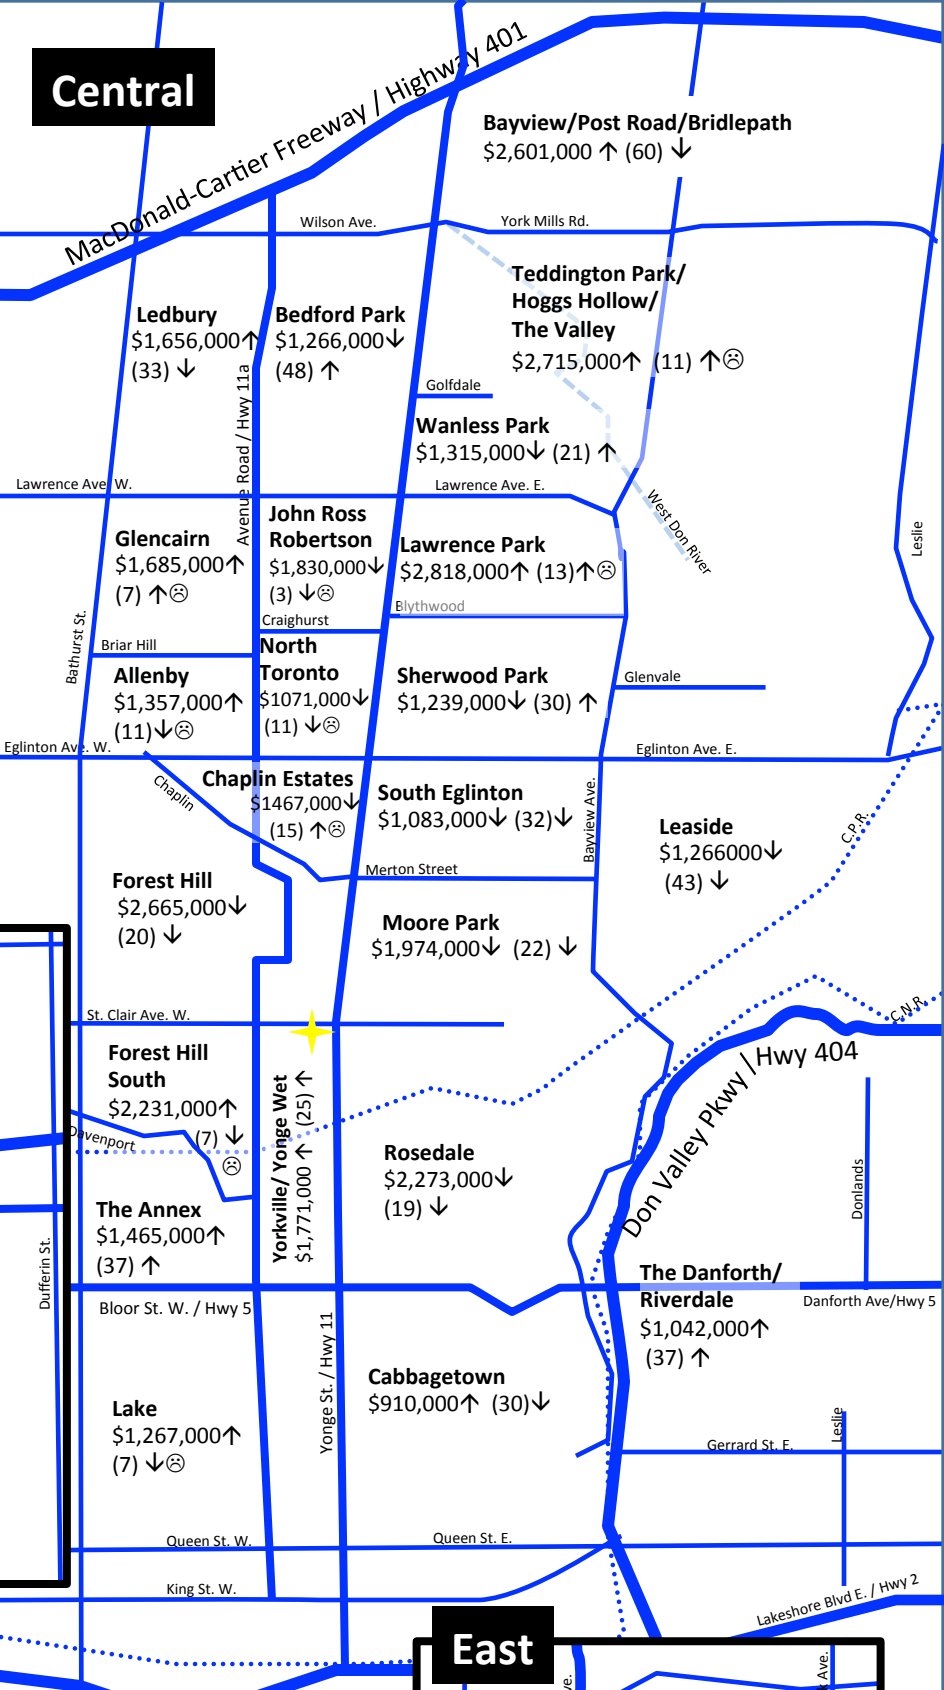 Central
MacDonald-Cartier Freeway / Highway 401
Bayview/Post Road/Bridlepath
$2,601,000 ↑ (60) ↓
Wilson Ave.
York Mills Rd.
Teddington Park/
Hoggs Hollow/
The Valley
$2,715,000↑ (11) ↑☹
Ledbury
$1,656,000↑
(33) ↓
Bedford Park
$1,266,000↓
(48) ↑
Avenue Road / Hwy 11a
Golfdale
Wanless Park
$1,315,000↓ (21) ↑
Lawrence Ave. W.
Lawrence Ave. E.
West Don River
Leslie
Glencairn
$1,685,000↑
(7) ↑☹
John Ross
Robertson
$1,830,000↓
(3) ↓☹
Lawrence Park
$2,818,000↑ (13)↑☹
Blythwood
Craighurst
Bathurst St.
Briar Hill
Allenby
$1,357,000↑
(11)↓☹
North
Toronto
$1071,000↓
(11) ↓☹
Sherwood Park
$1,239,000↓ (30) ↑
Glenvale
Eglinton Ave. W.
Eglinton Ave. E.
Chaplin
Chaplin Estates
$1467,000↓
(15) ↑☹
South Eglinton
$1,083,000↓ (32)↓
Bayview Ave.
Leaside
$1,266000↓
(43) ↓
C.P.R.
Merton Street
Forest Hill
$2,665,000↓
(20) ↓
Moore Park
$1,974,000↓ (22) ↓
St. Clair Ave. W.
C.N.R.
Don Valley Pkwy / Hwy 404
Forest Hill
South
$2,231,000↑
(7) ↓
☹
Davenport
Yorkville/ Yonge Wet
$1,771,000 ↑ (25) ↑
Rosedale
$2,273,000↓
(19) ↓
Donlands
The Annex
$1,465,000↑
(37) ↑
Dufferin St.
Bloor St. W. / Hwy 5
The Danforth/
Riverdale
$1,042,000↑
(37) ↑
Danforth Ave/Hwy 5
Yonge St. / Hwy 11
Cabbagetown
$910,000↑ (30)↓
Lake
$1,267,000↑
(7) ↓☹
Leslie
Gerrard St. E.
Queen St. W.
Queen St. E.
King St. W.
Lakeshore Blvd E. / Hwy 2
East
ve.
k Ave.